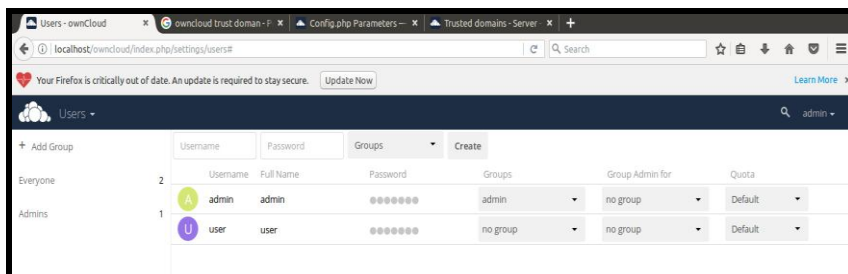 Users - ownCloud × owncloud trust doman - × Config.php Parameters — × Trusted domains - Server × +
localhost/owncloud/index.php/settings/users# Search
Your Firefox is critically out of date. An update is required to stay secure. Update Now Learn More
Users admin
+ Add Group Username Password Groups Create
Username Full Name Password Groups Group Admin for Quota
Everyone 2
A admin admin admin no group Default
Admins 1
U user user no group no group Default